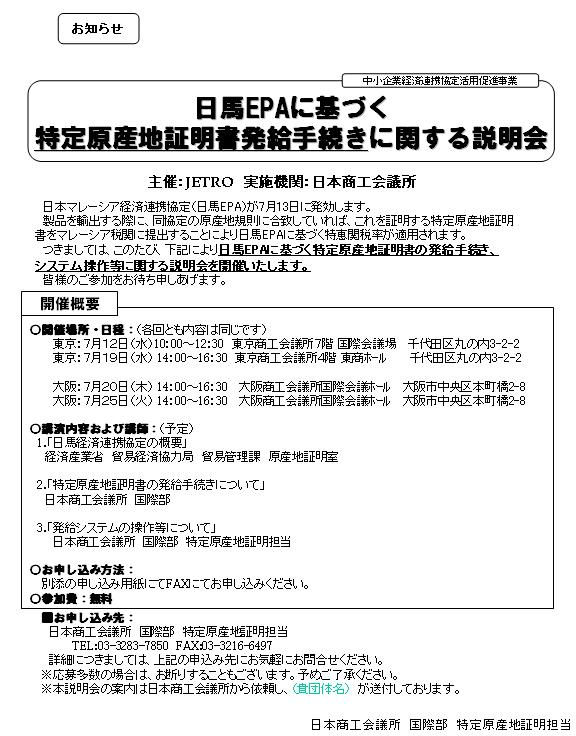 お知らせ
中小企業経済連携協定活用促進事業
日馬EPAに基づく
特定原産地証明書発給手続きに関する説明会
主催：JETRO　実施機関：日本商工会議所
日本マレーシア経済連携協定（日馬EPA）が7月13日に発効します。
製品を輸出する際に、同協定の原産地規則に合致していれば、これを証明する特定原産地証明
書をマレーシア税関に提出することにより日馬EPAに基づく特恵関税率が適用されます。
つきましては、このたび、下記により日馬EPAに基づく特定原産地証明書の発給手続き、
システム操作等に関する説明会を開催いたします。
皆様のご参加をお待ち申しあげます。
開催概要
○開催場所・日程：（各回とも内容は同じです）
東京：7月12日（水）10:00～12:30　東京商工会議所7階 国際会議場　千代田区丸の内3-2-2
東京：7月19日（水） 14:00～16:30　東京商工会議所4階 東商ホール　千代田区丸の内3-2-2
大阪：7月20日（木） 14:00～16:30　大阪商工会議所国際会議ホール　大阪市中央区本町橋2-8
大阪：7月25日（火） 14:00～16:30　大阪商工会議所国際会議ホール　大阪市中央区本町橋2-8
○講演内容および講師：（予定）
1.「日馬経済連携協定の概要」
経済産業省　貿易経済協力局　貿易管理課　原産地証明室
2.「特定原産地証明書の発給手続きについて」
日本商工会議所　国際部
3.「発給システムの操作等について」
日本商工会議所　国際部　特定原産地証明担当
○お申し込み方法：
別添の申し込み用紙にてFAXにてお申し込みください。
○参加費：無料
■お申し込み先：
日本商工会議所　国際部　特定原産地証明担当
TEL:03-3283-7850　FAX:03-3216-6497
詳細につきましては、上記の申込み先にお気軽にお問合せください。
※応募多数の場合は、お断りすることもございます。予めご了承ください。
※本説明会の案内は日本商工会議所から依頼し、（貴団体名）が送付しております。
日本商工会議所　国際部　特定原産地証明担当